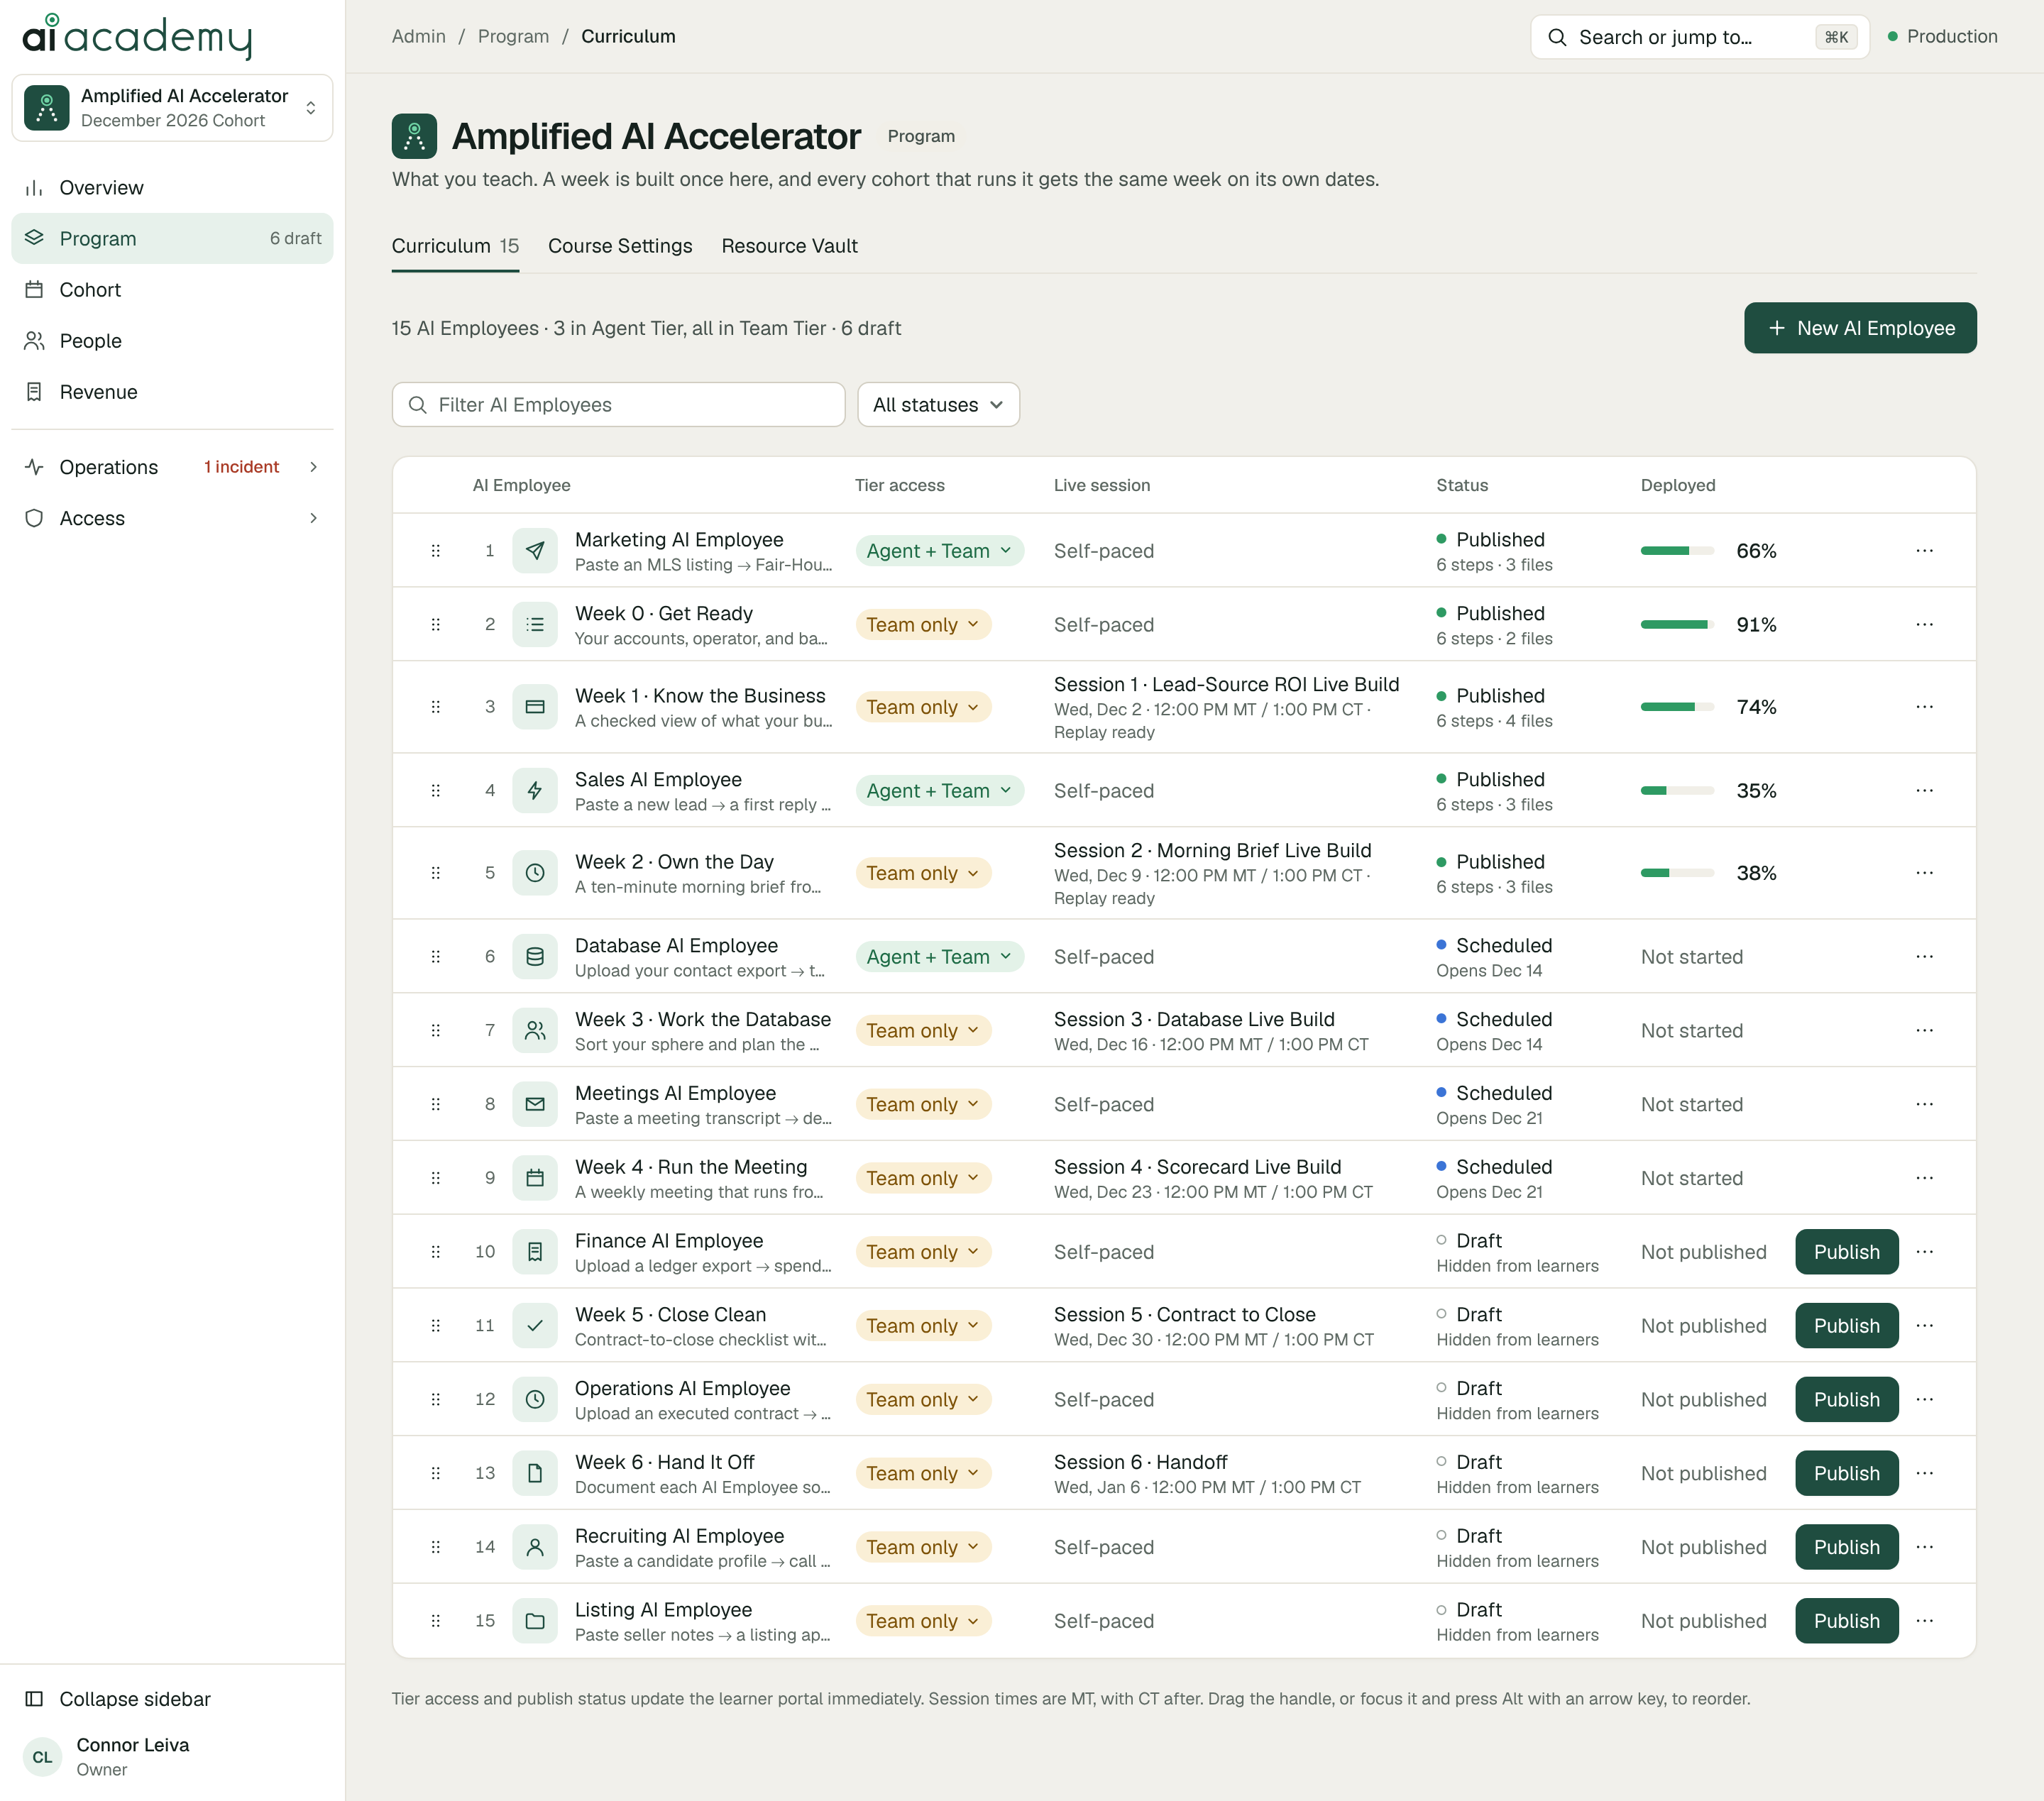 ai academy
Amplified AI Accelerator
December 2026 Cohort
Overview
Program 6 draft
Cohort
People
Revenue
Operations 1 incident
Access
Collapse sidebar
CL
Connor Leiva
Owner
Admin / Program / Curriculum
Search or jump to... ⌘K
Production
Amplified AI Accelerator Program
What you teach. A week is built once here, and every cohort that runs it gets the same week on its own dates.
Curriculum 15 Course Settings Resource Vault
15 AI Employees · 3 in Agent Tier, all in Team Tier · 6 draft
+ New AI Employee
Filter AI Employees
All statuses
AI Employee Tier access Live session Status Deployed
1 Marketing AI Employee Agent + Team Self-paced Published 66% ...
Paste an MLS listing → Fair-Hou... 6 steps · 3 files
2 Week 0 · Get Ready Team only Self-paced Published 91% ...
Your accounts, operator, and ba... 6 steps · 2 files
3 Week 1 · Know the Business Team only Session 1 · Lead-Source ROI Live Build Published 74% ...
A checked view of what your bu... Wed, Dec 2 · 12:00 PM MT / 1:00 PM CT · 6 steps · 4 files
Replay ready
4 Sales AI Employee Agent + Team Self-paced Published 35% ...
Paste a new lead → a first reply ... 6 steps · 3 files
5 Week 2 · Own the Day Team only Session 2 · Morning Brief Live Build Published 38% ...
A ten-minute morning brief fro... Wed, Dec 9 · 12:00 PM MT / 1:00 PM CT · 6 steps · 3 files
Replay ready
6 Database AI Employee Agent + Team Self-paced Scheduled Not started ...
Upload your contact export → t... Opens Dec 14
7 Week 3 · Work the Database Team only Session 3 · Database Live Build Scheduled Not started ...
Sort your sphere and plan the ... Wed, Dec 16 · 12:00 PM MT / 1:00 PM CT Opens Dec 14
8 Meetings AI Employee Team only Self-paced Scheduled Not started ...
Paste a meeting transcript → de... Opens Dec 21
9 Week 4 · Run the Meeting Team only Session 4 · Scorecard Live Build Scheduled Not started ...
A weekly meeting that runs fro... Wed, Dec 23 · 12:00 PM MT / 1:00 PM CT Opens Dec 21
10 Finance AI Employee Team only Self-paced Draft Not published Publish ...
Upload a ledger export → spend... Hidden from learners
11 Week 5 · Close Clean Team only Session 5 · Contract to Close Draft Not published Publish ...
Contract-to-close checklist wit... Wed, Dec 30 · 12:00 PM MT / 1:00 PM CT Hidden from learners
12 Operations AI Employee Team only Self-paced Draft Not published Publish ...
Upload an executed contract → ... Hidden from learners
13 Week 6 · Hand It Off Team only Session 6 · Handoff Draft Not published Publish ...
Document each AI Employee so... Wed, Jan 6 · 12:00 PM MT / 1:00 PM CT Hidden from learners
14 Recruiting AI Employee Team only Self-paced Draft Not published Publish ...
Paste a candidate profile → call ... Hidden from learners
15 Listing AI Employee Team only Self-paced Draft Not published Publish ...
Paste seller notes → a listing ap... Hidden from learners
Tier access and publish status update the learner portal immediately. Session times are MT, with CT after. Drag the handle, or focus it and press Alt with an arrow key, to reorder.